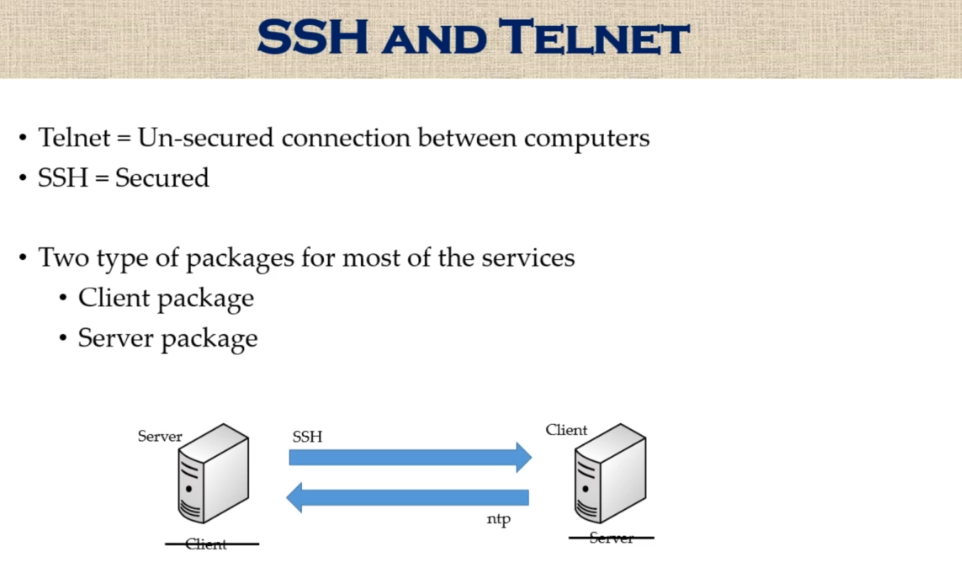 SSH AND TELNET
• Telnet = Un-secured connection between computers
• SSH = Secured
• Two type of packages for most of the services
• Client package
• Server package
Server
SSH
Client
ntp
Client
Server